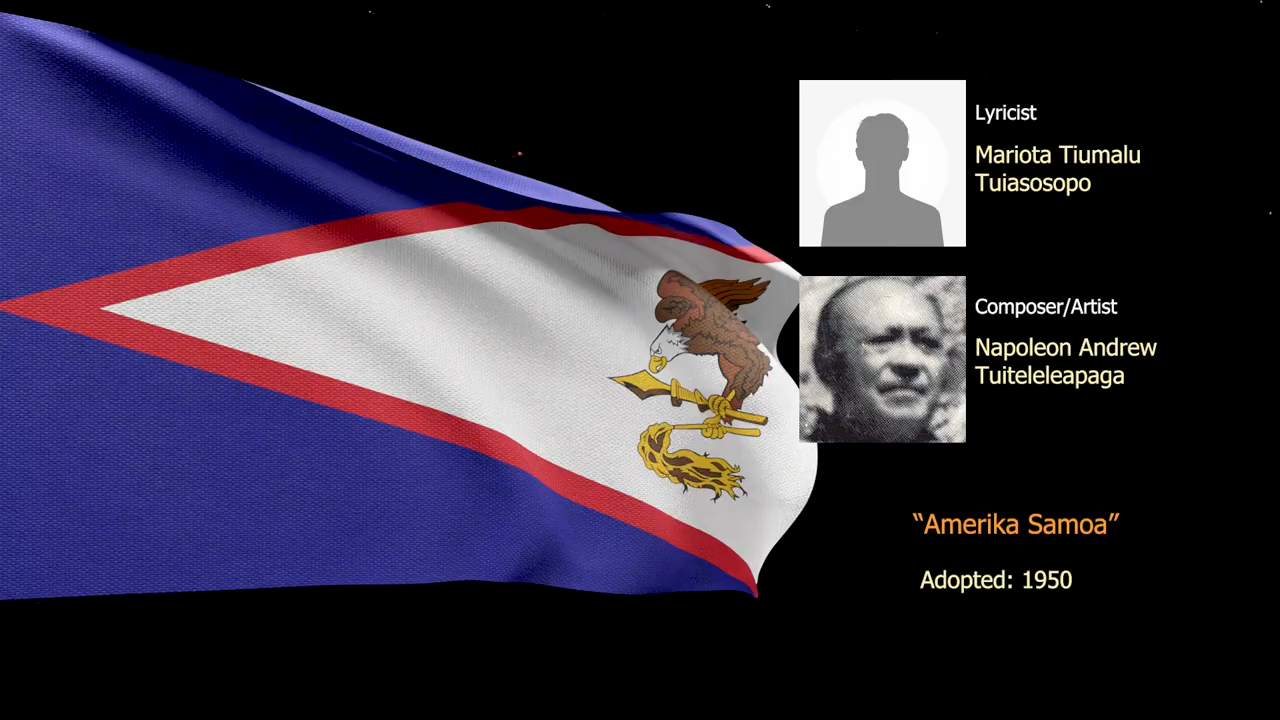 Lyricist
Mariota Tiumalu
Tuiasosopo
Composer/Artist
Napoleon Andrew
Tuiteleleapaga
“Amerika Samoa”
Adopted: 1950